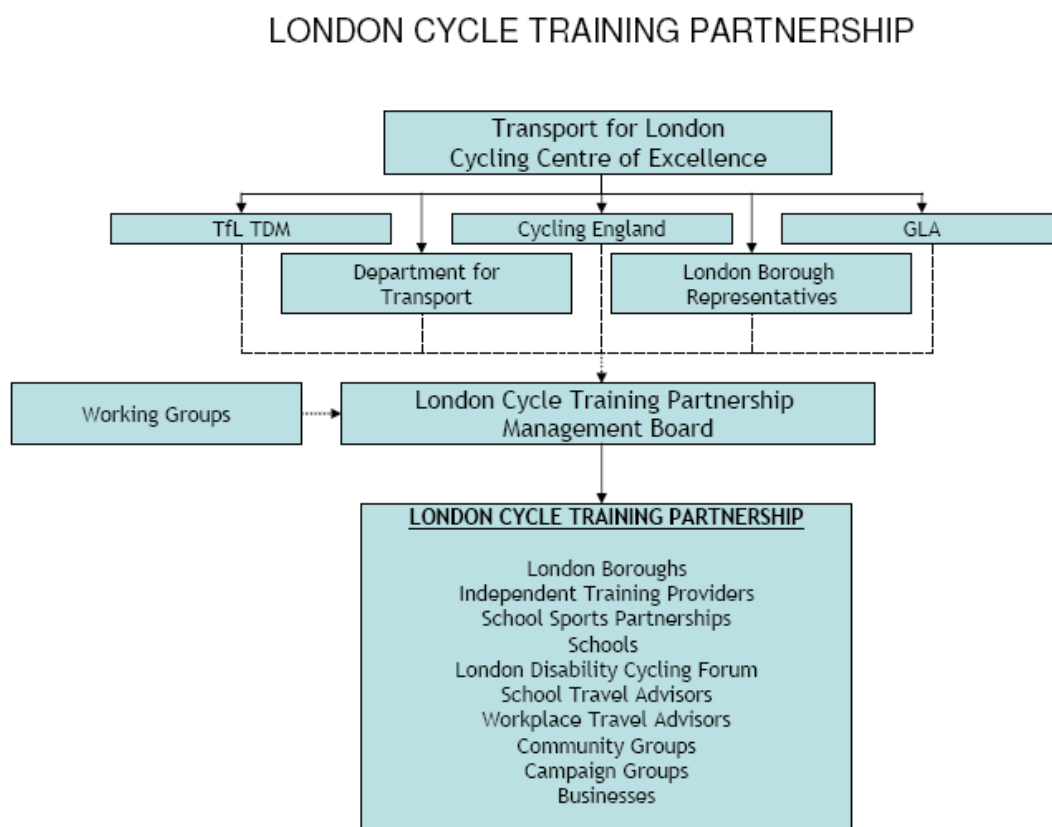 LONDON CYCLE TRAINING PARTNERSHIP
Transport for London
Cycling Centre of Excellence
TfL TDM
Cycling England
GLA
Department for
Transport
London Borough
Representatives
Working Groups
London Cycle Training Partnership
Management Board
LONDON CYCLE TRAINING PARTNERSHIP
London Boroughs
Independent Training Providers
School Sports Partnerships
Schools
London Disability Cycling Forum
School Travel Advisors
Workplace Travel Advisors
Community Groups
Campaign Groups
Businesses